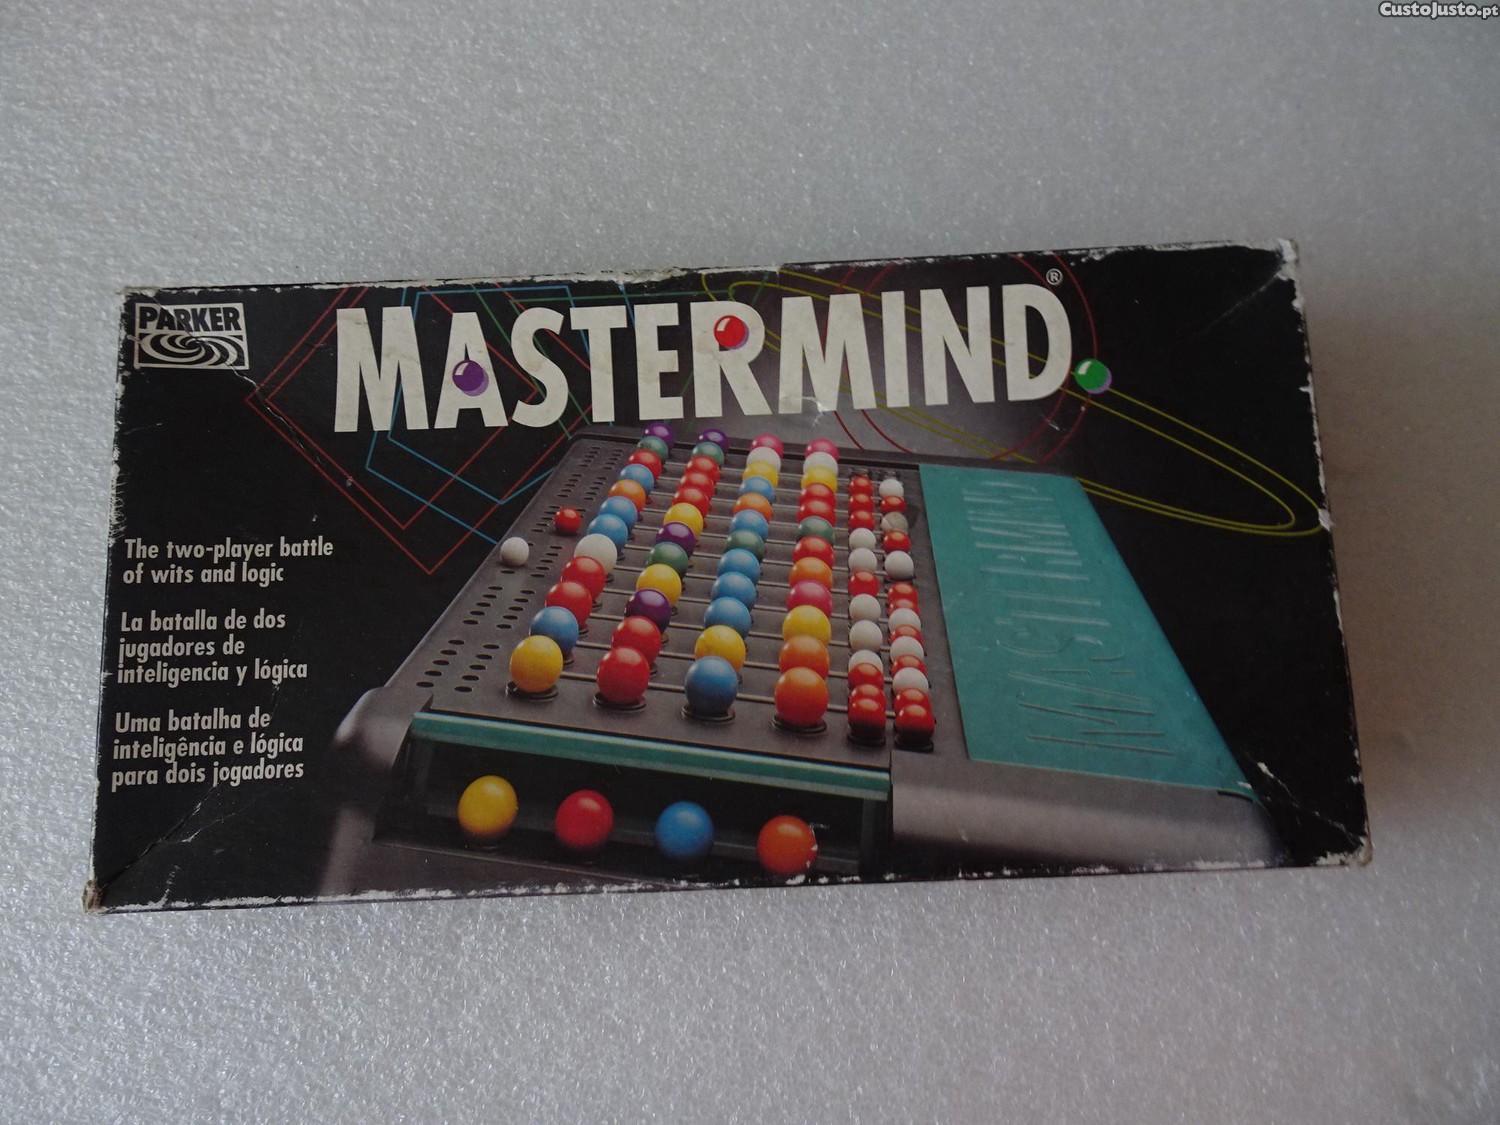 CustoJusto.pt
PARKER
MASTERMIND®
The two-player battle
of wits and logic
La batalla de dos
jugadores de
inteligencia y lógica
Uma batalha de
inteligência e lógica
para dois jogadores
MASTERMIND